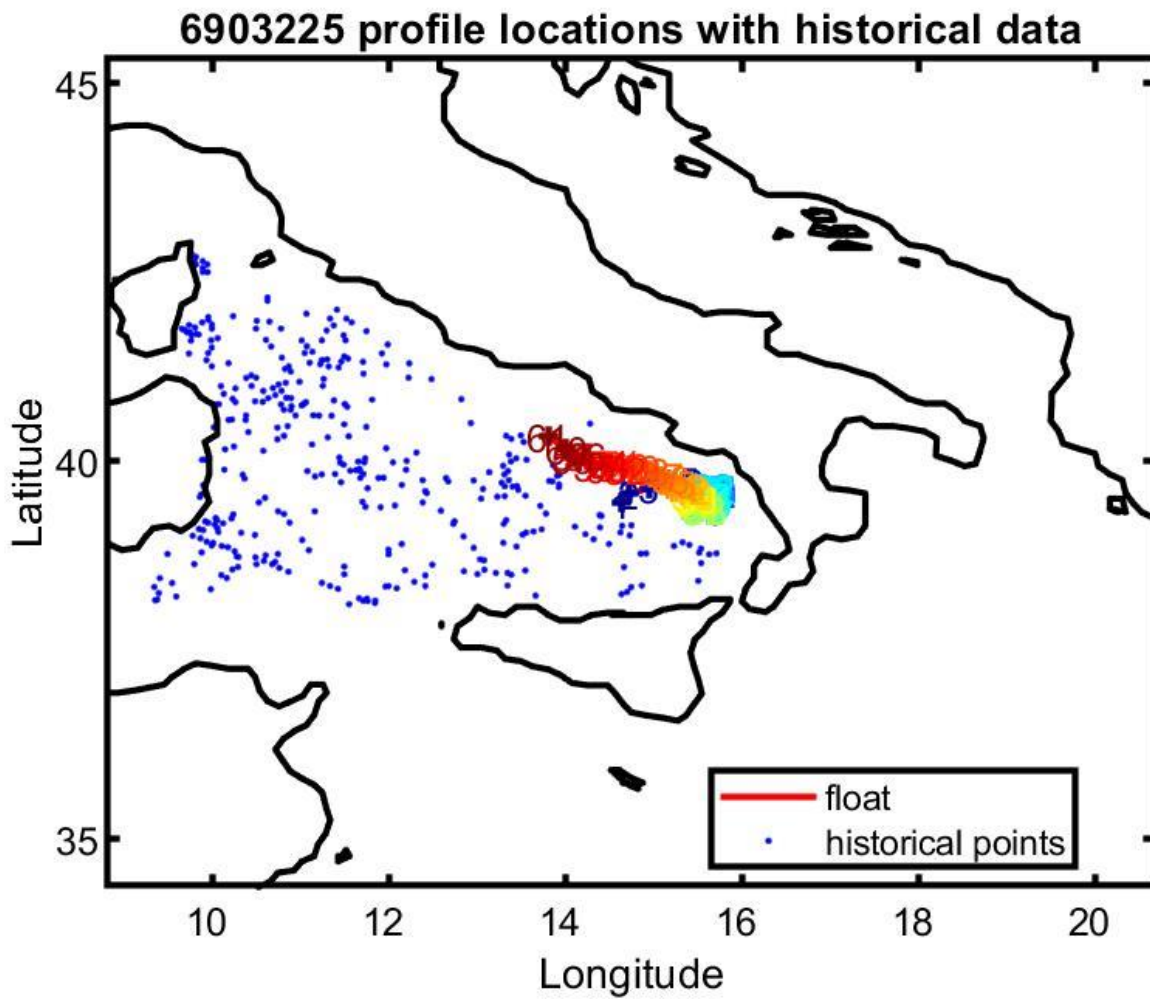 6903225 profile locations with historical data
45
40
35
Latitude
10 12 14 16 18 20
Longitude
float
historical points